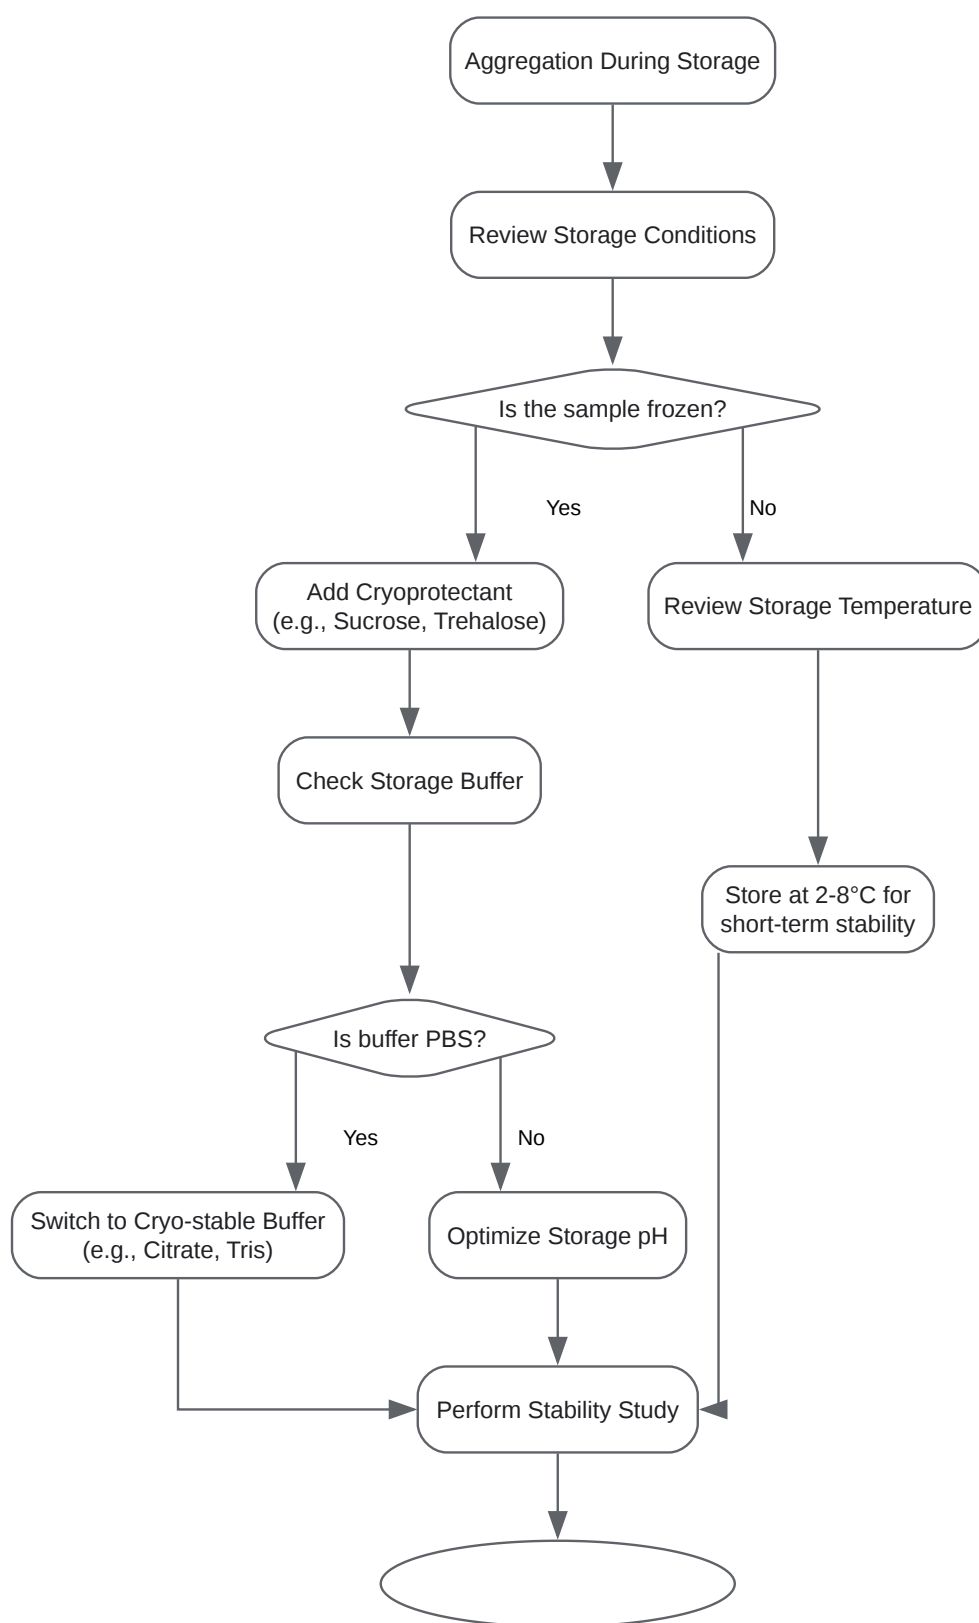 Aggregation During Storage
Review Storage Conditions
Is the sample frozen?
Yes
No
Add Cryoprotectant
(e.g., Sucrose, Trehalose)
Review Storage Temperature
Check Storage Buffer
Store at 2-8°C for
short-term stability
Is buffer PBS?
Yes
No
Switch to Cryo-stable Buffer
(e.g., Citrate, Tris)
Optimize Storage pH
Perform Stability Study